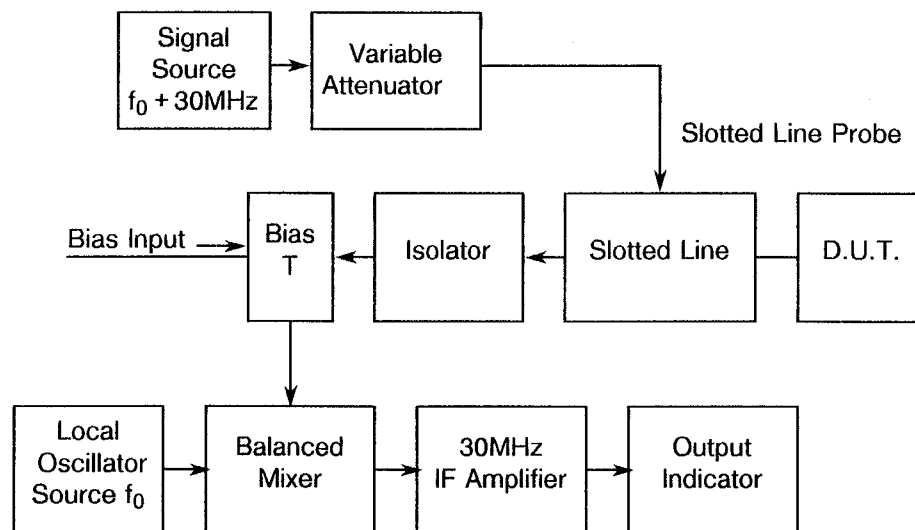 Signal
Source
f₀ + 30MHz
Variable
Attenuator
Slotted Line Probe
Bias Input
Bias
T
Isolator
Slotted Line
D.U.T.
Local
Oscillator
Source f₀
Balanced
Mixer
30MHz
IF Amplifier
Output
Indicator